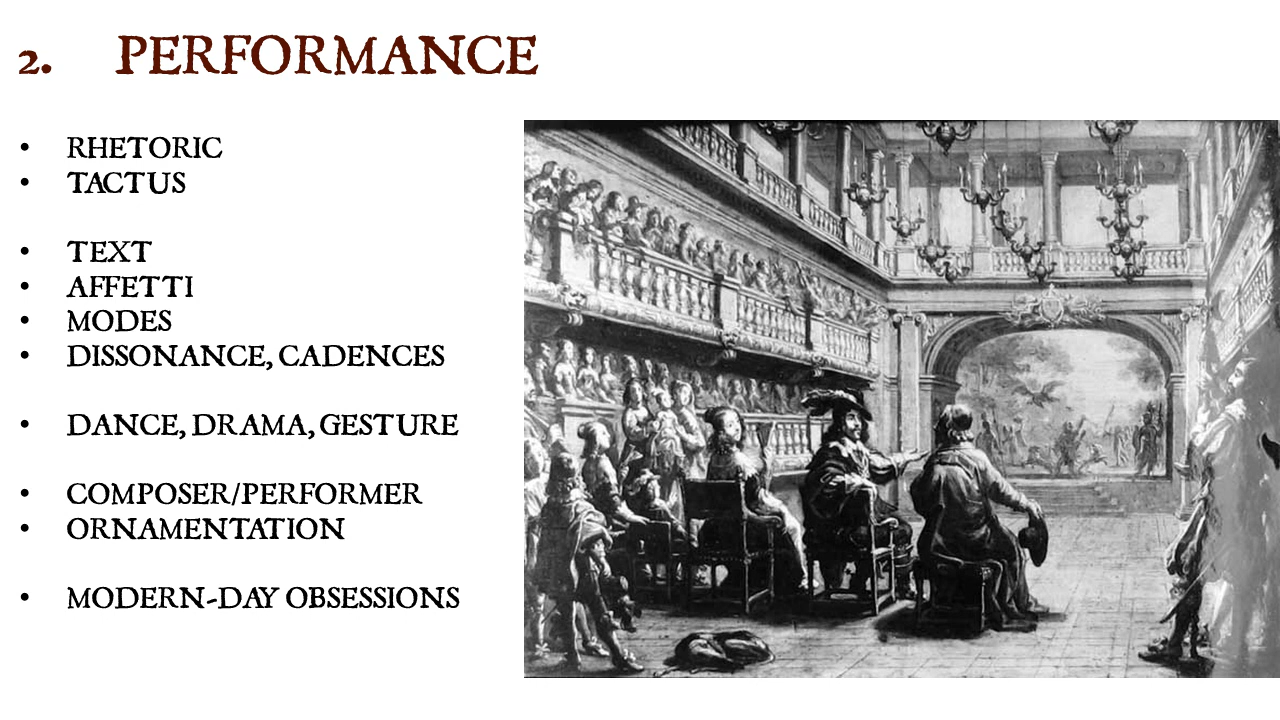 2. PERFORMANCE
• RHETORIC
• TACTUS
• TEXT
• AFFETTI
• MODES
• DISSONANCE, CADENCES
• DANCE, DRAMA, GESTURE
• COMPOSER/PERFORMER
• ORNAMENTATION
• MODERN-DAY OBSESSIONS